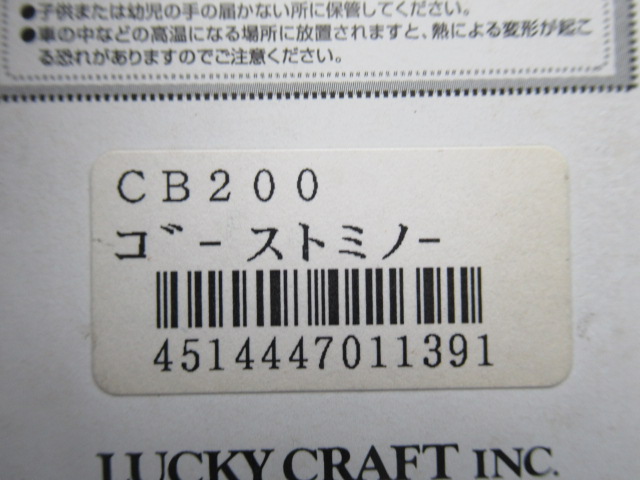 ●子供または幼児の手の届かない所に保管してください。
●車の中などの高温になる場所に放置されますと、熱による変形が起こ
る恐れがありますのでご注意ください。
CB200
ゴーストミノー
4514447011391
LUCKY CRAFT INC.